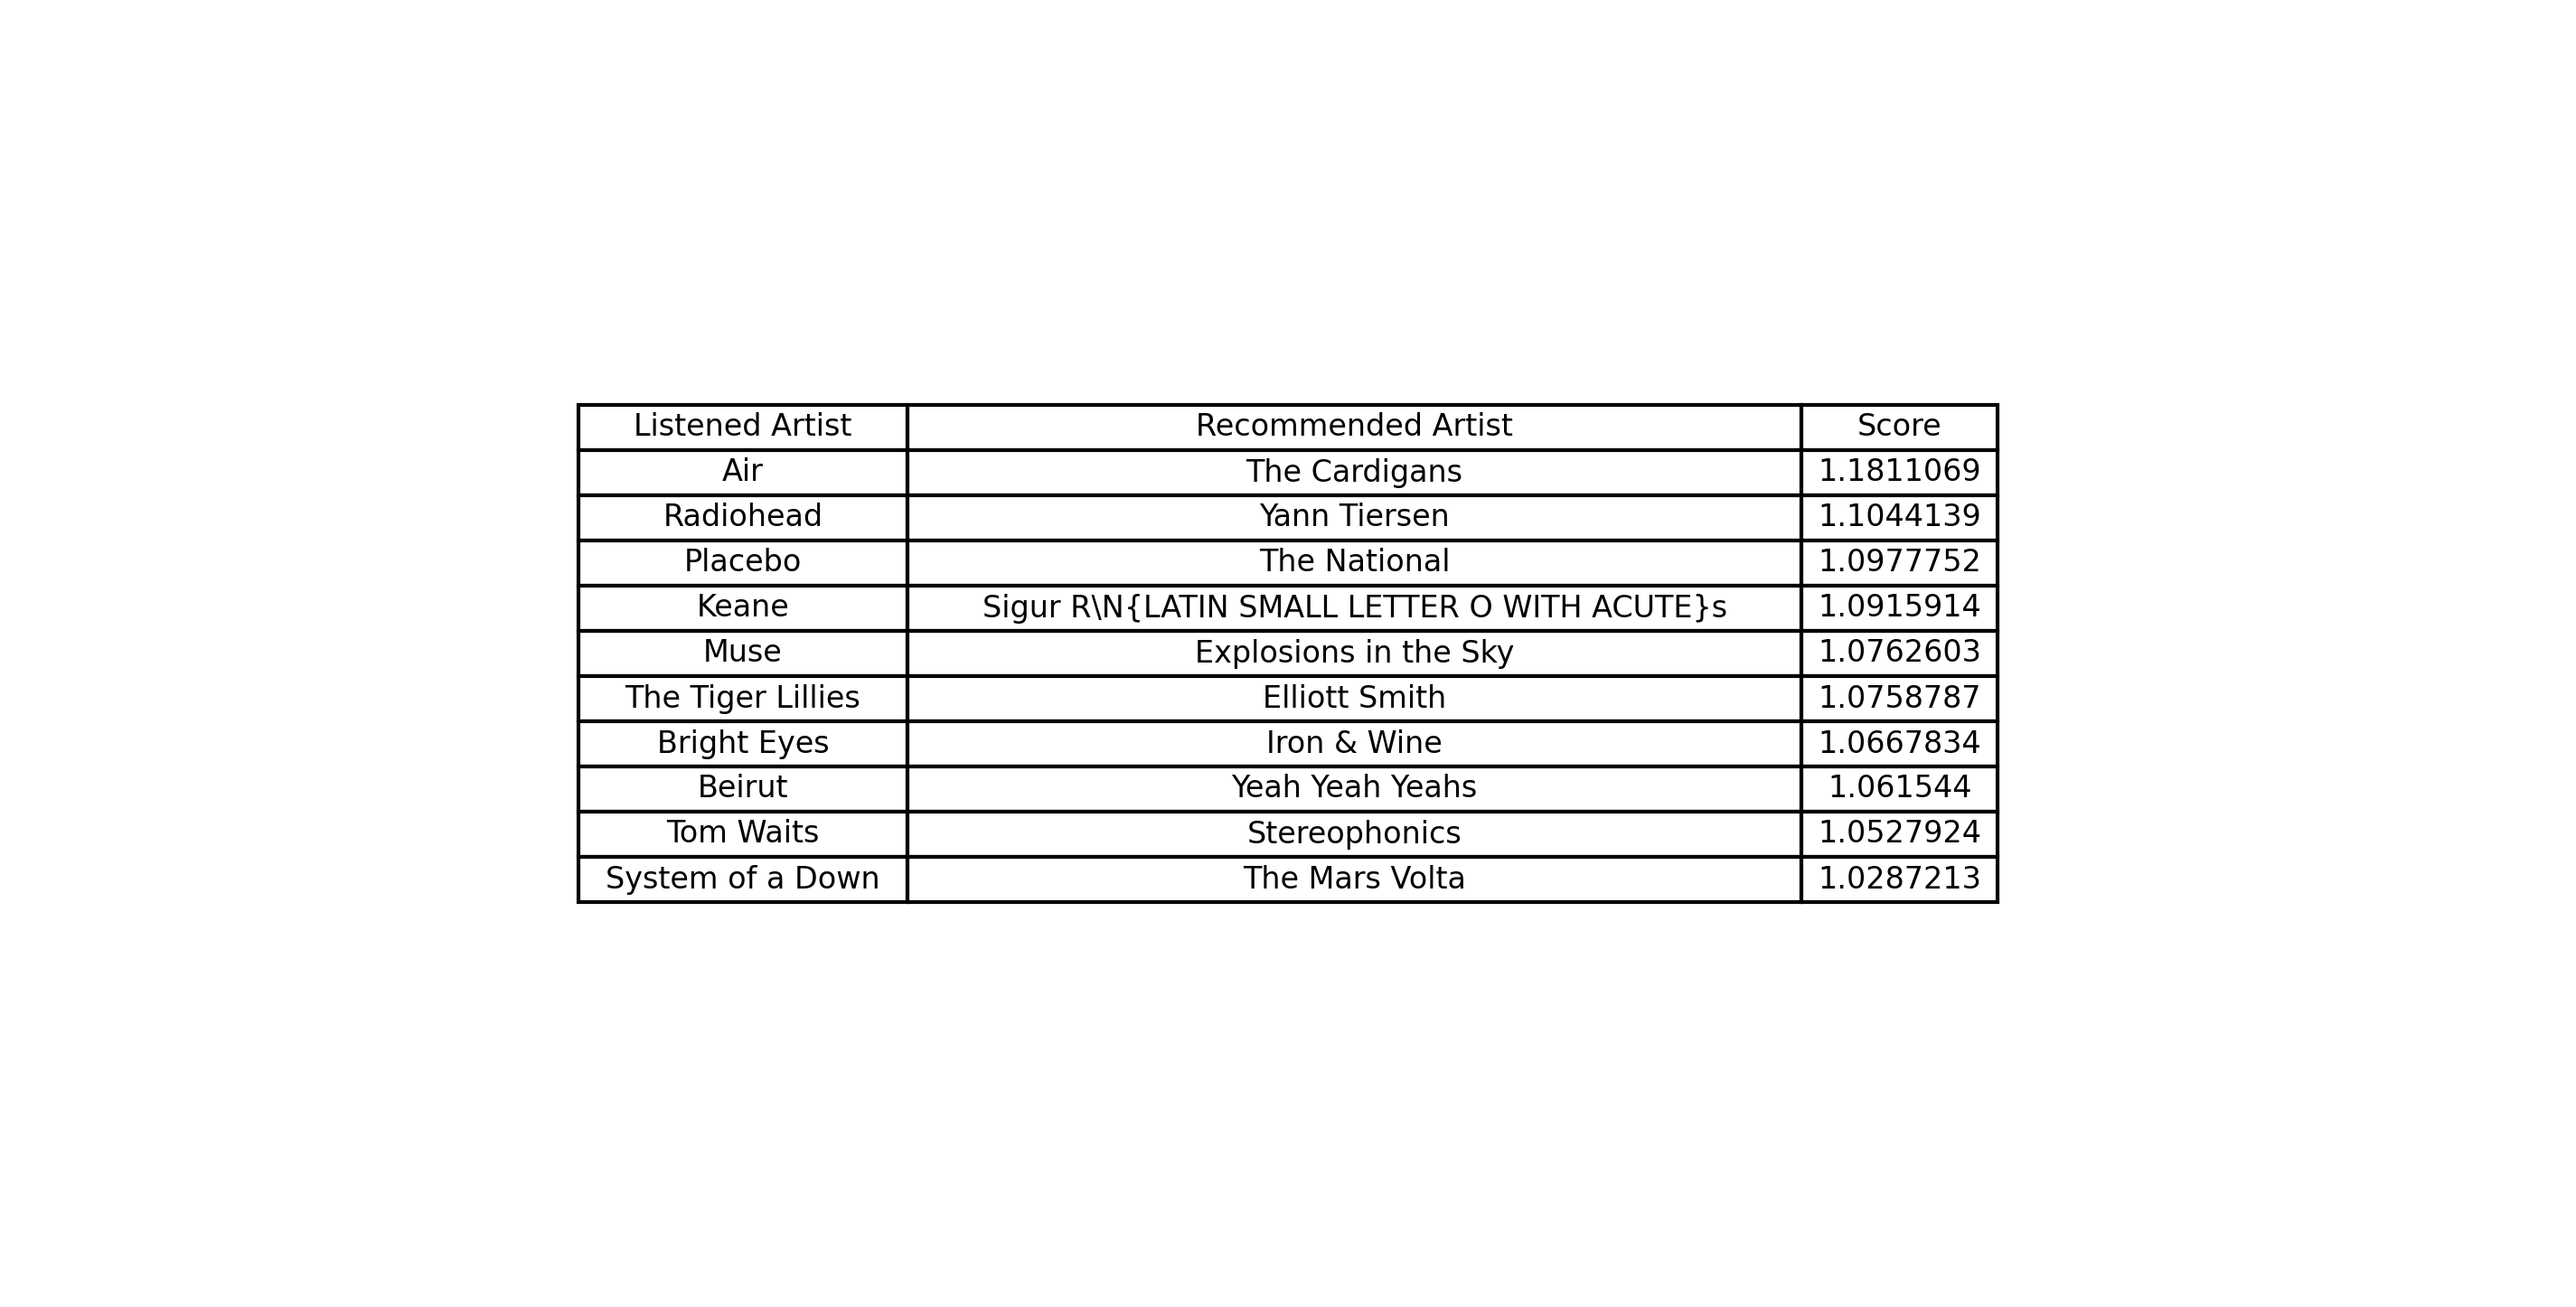 Listened Artist Recommended Artist Score
Air The Cardigans 1.1811069
Radiohead Yann Tiersen 1.1044139
Placebo The National 1.0977752
Keane Sigur R\N{LATIN SMALL LETTER O WITH ACUTE}s 1.0915914
Muse Explosions in the Sky 1.0762603
The Tiger Lillies Elliott Smith 1.0758787
Bright Eyes Iron & Wine 1.0667834
Beirut Yeah Yeah Yeahs 1.061544
Tom Waits Stereophonics 1.0527924
System of a Down The Mars Volta 1.0287213